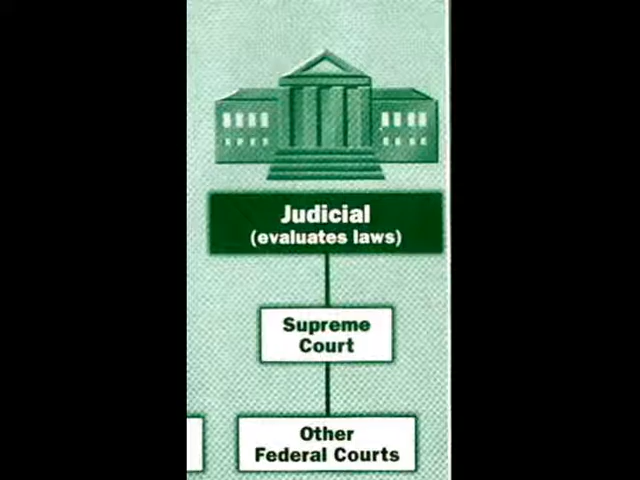 Judicial
(evaluates laws)
Supreme
Court
Other
Federal Courts